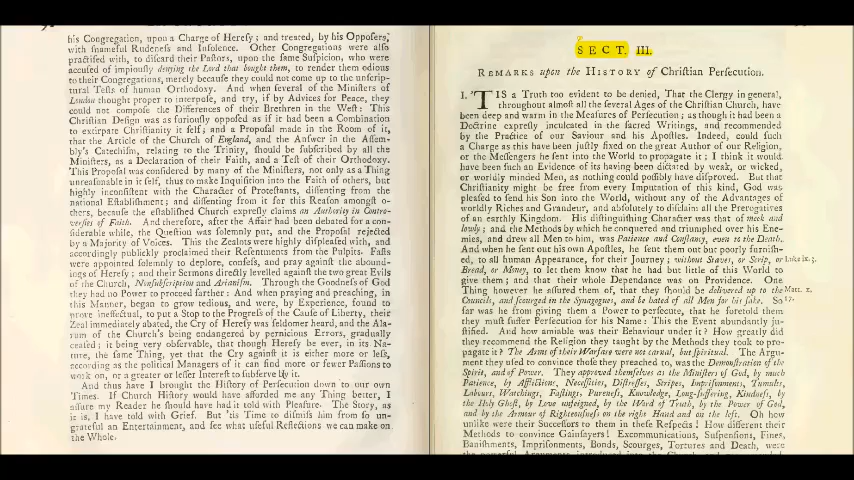 his Congregation, upon a Charge of Heresy; and treated, by his Opposers,
with shameful Rudeness and Insolence. Other Congregations were also
practised with, to discard their Pastors, upon the same Suspicion, who were
accused of impiously denying the Lord that bought them, to render them odious
to their Congregations, merely because they could not come up to the unscrip-
tural Tests of human Orthodoxy. And when several of the Ministers of
London thought proper to interpose, and try, if by Advices for Peace, they
could not compose the Differences of their Brethren in the West: This
Christian Design was as furiously opposed as if it had been a Combination
to extirpate Christianity it self; and a Proposal made in the Room of it,
that the Article of the Church of England, and the Answer in the Assem-
bly's Catechism, relating to the Trinity, should be subscribed by all the
Ministers, as a Declaration of their Faith, and a Test of their Orthodoxy.
This Proposal was considered by many of the Ministers, not only as a Thing
unreasonable in it self, thus to make Inquisition into the Faith of others, but
highly inconsistent with the Character of Protestants, dissenting from the
national Establishment; and dissenting from it for this Reason amongst o-
thers, because the established Church expresly claims an Authority in Contro-
versies of Faith. And therefore, after the Affair had been debated for a con-
siderable while, the Question was solemnly put, and the Proposal rejected
by a Majority of Voices. This the Zealots were highly displeased with, and
accordingly publickly proclaimed their Resentments from the Pulpits. Fasts
were appointed solemnly to deplore, confess, and pray against the abound-
ings of Heresy; and their Sermons directly levelled against the two great Evils
of the Church, Nonsubscription and Arianism. Through the Goodness of God
they had no Power to proceed farther: And when praying and preaching, in
this Manner, began to grow tedious, and were, by Experience, found to
prove ineffectual, to put a Stop to the Progress of the Cause of Liberty, their
Zeal immediately abated, the Cry of Heresy was seldomer heard, and the Ala-
rum of the Church's being endangered by pernicious Errors, gradually
ceased; it being very observable, that though Heresy be ever, in its Na-
ture, the same Thing, yet that the Cry against it is either more or less,
according as the political Managers of it can find more or fewer Passions to
work on, or a greater or lesser Interest to subserve by it.
And thus have I brought the History of Persecution down to our own
Times. If Church History would have afforded me any Thing better, I
assure my Reader he should have had it told with Pleasure. The Story, as
it is, I have told with Grief. But 'tis Time to dismiss him from so un-
grateful an Entertainment, and see what useful Reflections we can make on
the Whole.
SECT. III.
REMARKS upon the HISTORY of Christian Persecution.
1. 'TIS a Truth too evident to be denied, That the Clergy in general,
throughout almost all the several Ages of the Christian Church, have
been deep and warm in the Measures of Persecution; as though it had been a
Doctrine expresly inculcated in the sacred Writings, and recommended
by the Practice of our Saviour and his Apostles. Indeed, could such
a Charge as this have been justly fixed on the great Author of our Religion,
or the Messengers he sent into the World to propagate it; I think it would
have been such an Evidence of its having been dictated by weak, or wicked,
or worldly minded Men, as nothing could possibly have disproved. But that
Christianity might be free from every Imputation of this kind, God was
pleased to send his Son into the World, without any of the Advantages of
worldly Riches and Grandeur, and absolutely to disclaim all the Prerogatives
of an earthly Kingdom. His distinguishing Character was that of meek and
lowly; and the Methods by which he conquered and triumphed over his Ene-
mies, and drew all Men to him, was Patience and Constancy, even to the Death.
And when he sent out his own Apostles, he sent them out but poorly furnish-
ed, to all human Appearance, for their Journey; without Staves, or Scrip, or Luke ix. 3.
Bread, or Money, to let them know that he had but little of this World to
give them; and that their whole Dependance was on Providence. One
Thing however he assured them of, that they should be delivered up to the Matt. x.
Councils, and scourged in the Synagogues, and be hated of all Men for his sake. So 17.
far was he from giving them a Power to persecute, that he foretold them
they must suffer Persecution for his Name: This the Event abundantly ju-
stified. And how amiable was their Behaviour under it? How greatly did
they recommend the Religion they taught by the Methods they took to pro-
pagate it? The Arms of their Warfare were not carnal, but spiritual. The Argu-
ment they used to convince those they preached to, was the Demonstration of the
Spirit, and of Power. They approved themselves as the Ministers of God, by much
Patience, by Afflictions, Necessities, Distresses, Stripes, Imprisonments, Tumults,
Labours, Watchings, Fastings, Pureness, Knowledge, Long-suffering, Kindness, by
the Holy Ghost, by Love unfeigned, by the Word of Truth, by the Power of God,
and by the Armour of Righteousness on the right Hand and on the left. Oh how
unlike were their Successors to them in these Respects! How different their
Methods to convince Gainsayers! Excommunications, Suspensions, Fines,
Banishments, Imprisonments, Bonds, Scourges, Tortures and Death, were